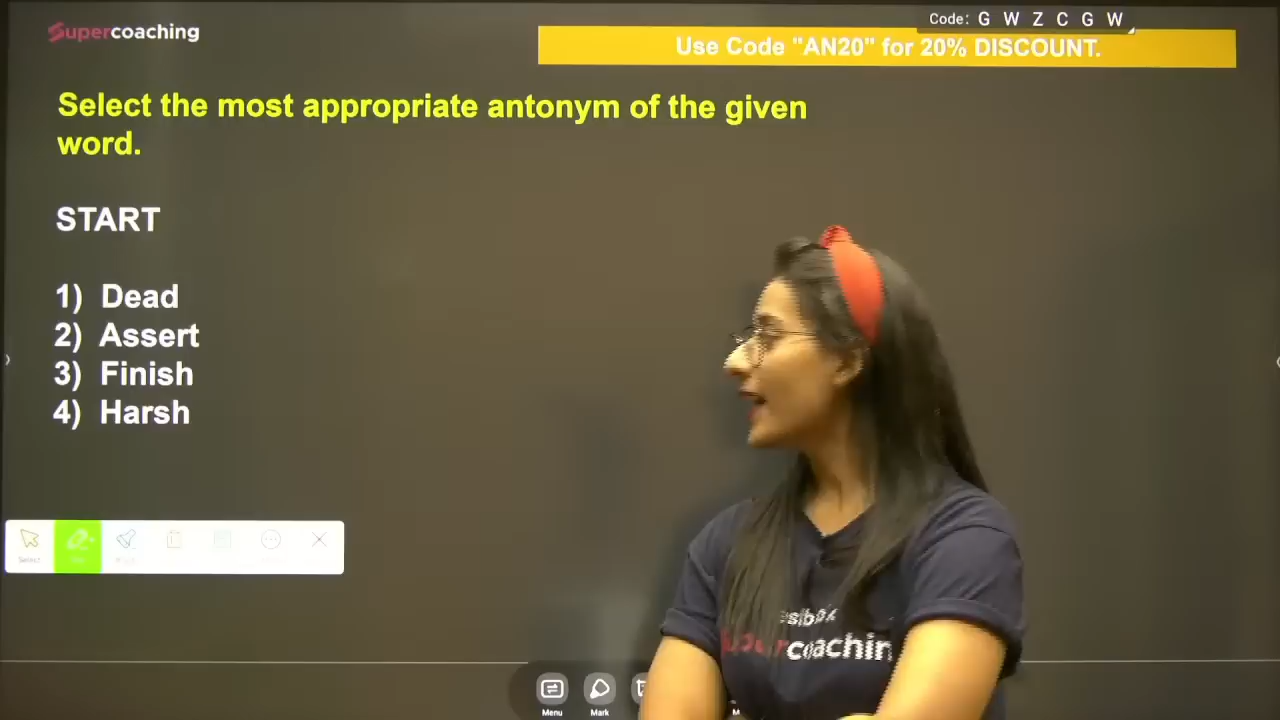 Supercoaching
Code: G W Z C G W
Use Code "AN20" for 20% DISCOUNT.
Select the most appropriate antonym of the given
word.
START
1) Dead
2) Assert
3) Finish
4) Harsh
Select
Menu
Mark